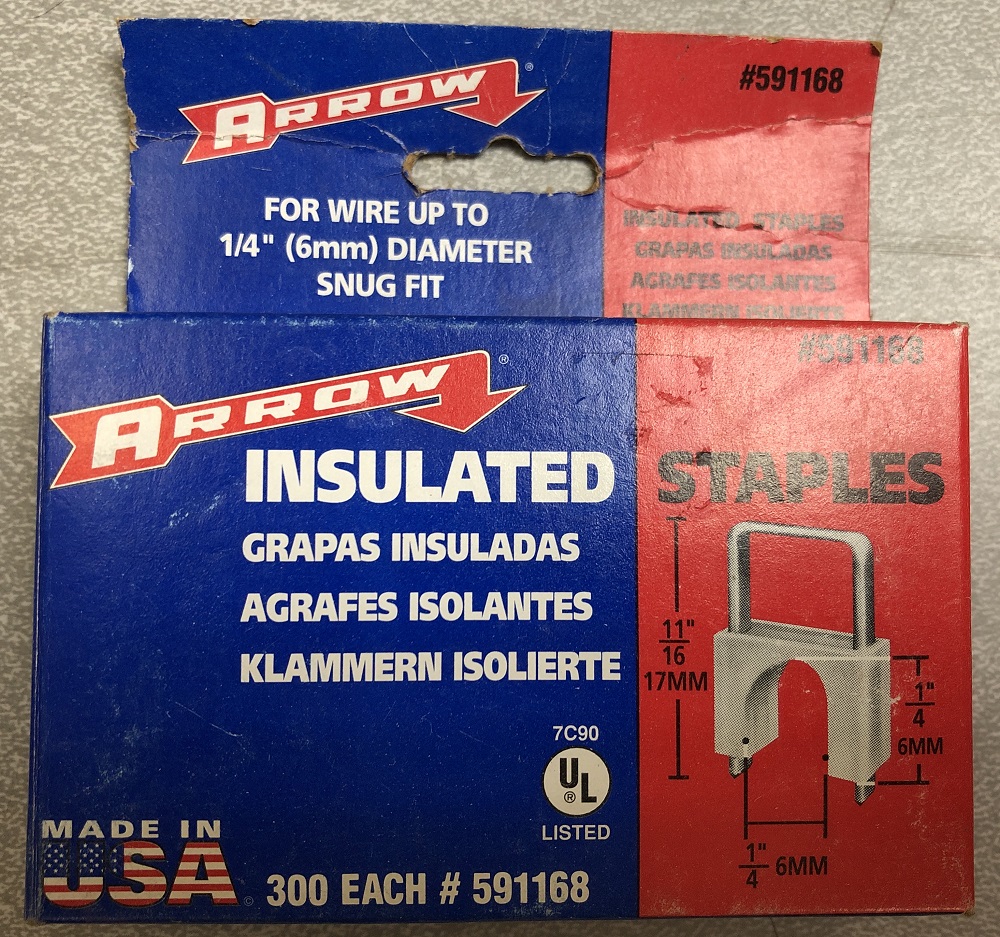 ARROW®
#591168
FOR WIRE UP TO
1/4" (6mm) DIAMETER
SNUG FIT
INSULATED STAPLES
GRAPAS INSULADAS
AGRAFES ISOLANTES
KLAMMERN ISOLIERTE
#591168
ARROW®
INSULATED STAPLES
GRAPAS INSULADAS
AGRAFES ISOLANTES
KLAMMERN ISOLIERTE
11"
16
17MM
1"
4
6MM
7C90
UL®
LISTED
1"
4
6MM
MADE IN
USA©
300 EACH # 591168